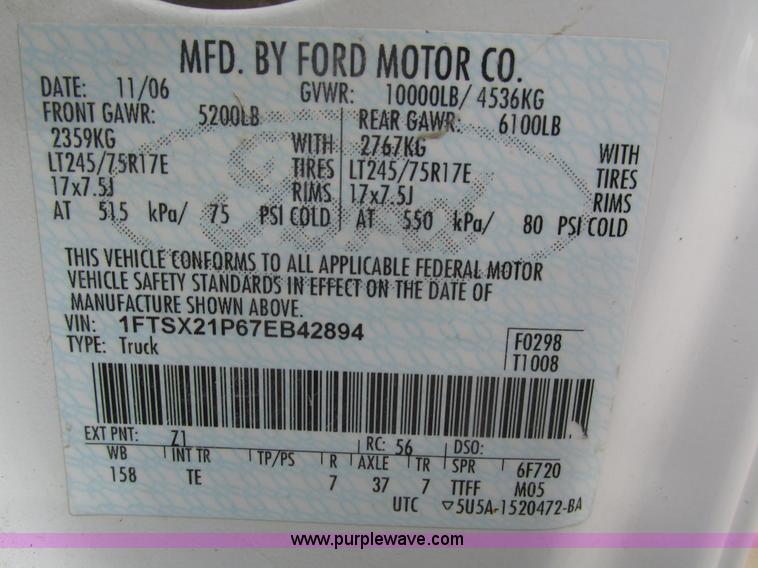 MFD. BY FORD MOTOR CO.
DATE: 11/06 GVWR: 10000LB/ 4536KG
FRONT GAWR: 5200LB REAR GAWR: 6100LB
2359KG WITH 2767KG WITH
LT245/75R17E TIRES LT245/75R17E TIRES
17x7.5J RIMS 17x7.5J RIMS
AT 515 kPa/ 75 PSI COLD AT 550 kPa/ 80 PSI COLD
THIS VEHICLE CONFORMS TO ALL APPLICABLE FEDERAL MOTOR
VEHICLE SAFETY STANDARDS IN EFFECT ON THE DATE OF
MANUFACTURE SHOWN ABOVE.
VIN: 1FTSX21P67EB42894
TYPE: Truck
F0298
T1008
EXT PNT: Z1 RC: 56 DSO:
WB INT TR TP/PS R AXLE TR SPR 6F720
158 TE 7 37 7 TTFF M05
UTC ▽5U5A-1520472-BA
www.purplewave.com